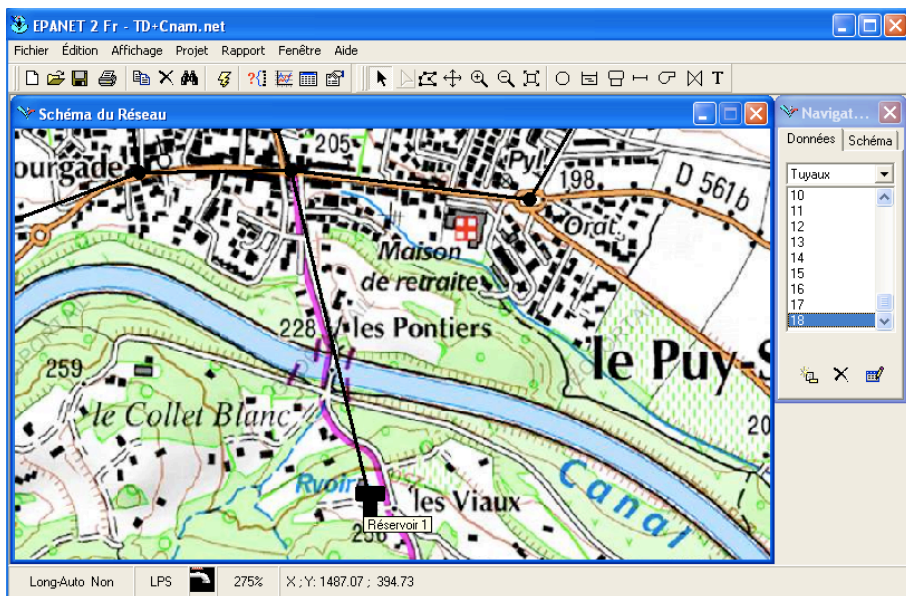 EPANET 2 Fr - TD+Cnam.net
Fichier Édition Affichage Projet Rapport Fenêtre Aide
T
Schéma du Réseau
Navigat...
Données Schéma
Tuyaux
10
11
12
13
14
15
16
17
18
205
ourgade
Pyl
198
D 561b
Orat.
Maison
de retraite
228
les Pontiers
259
le Puy-S
le Collet Blanc
20
Canal
Rvoir
les Viaux
Réservoir 1
Long-Auto Non LPS 275% X ; Y: 1487.07 ; 394.73